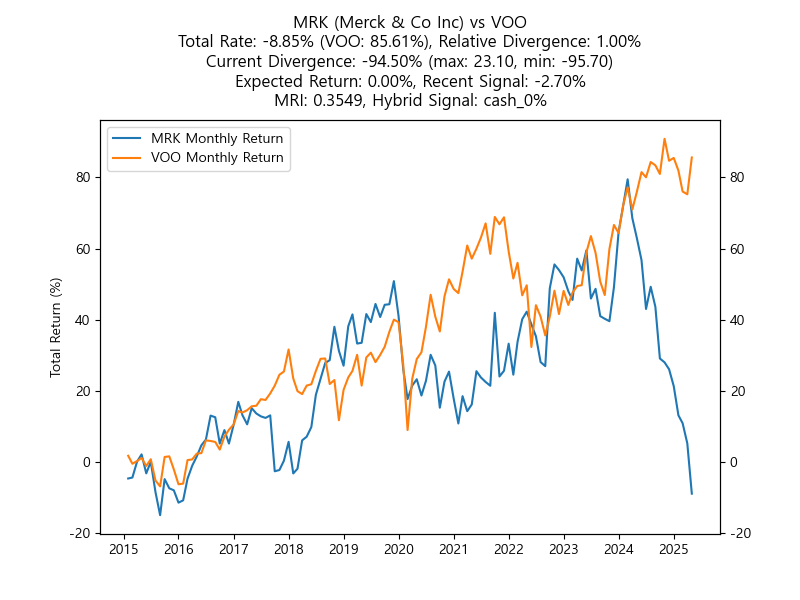 MRK (Merck & Co Inc) vs VOO
Total Rate: -8.85% (VOO: 85.61%), Relative Divergence: 1.00%
Current Divergence: -94.50% (max: 23.10, min: -95.70)
Expected Return: 0.00%, Recent Signal: -2.70%
MRI: 0.3549, Hybrid Signal: cash_0%
MRK Monthly Return
VOO Monthly Return
Total Return (%)
80 80
60 60
40 40
20 20
0 0
-20 -20
2015 2016 2017 2018 2019 2020 2021 2022 2023 2024 2025